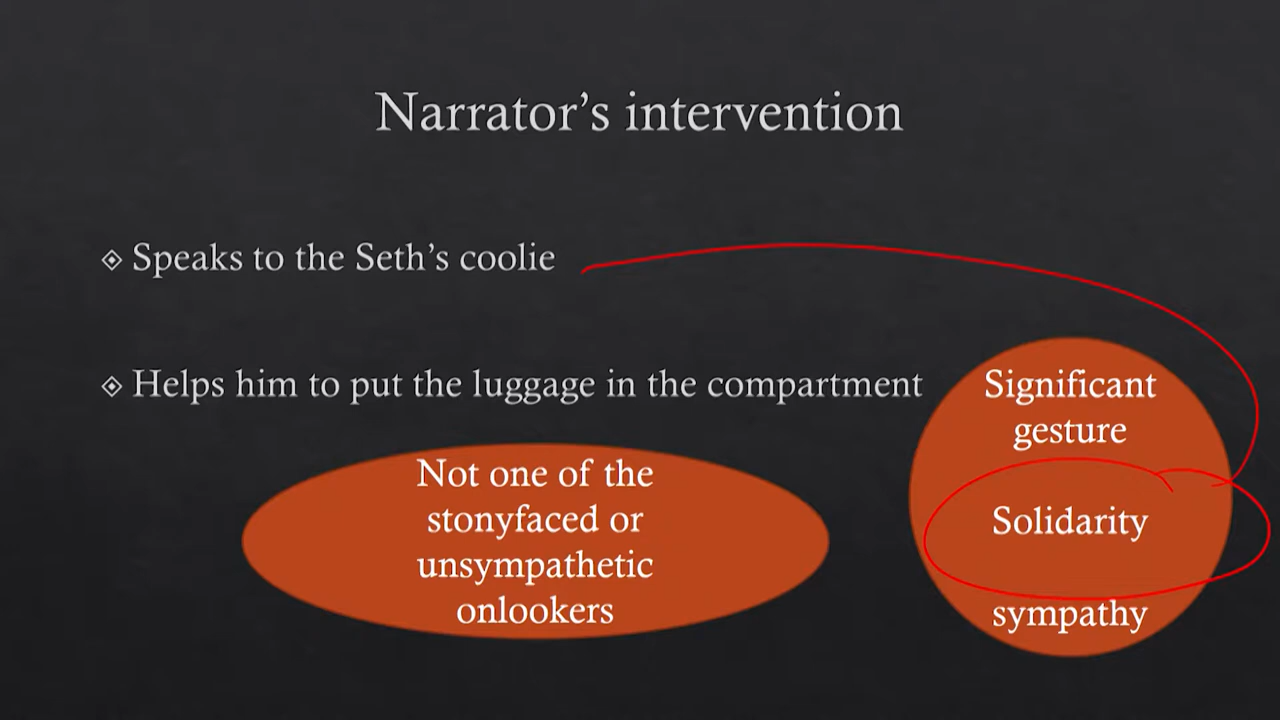 Narrator’s intervention
Speaks to the Seth’s coolie
Helps him to put the luggage in the compartment
Not one of the
stonyfaced or
unsympathetic
onlookers
Significant
gesture
Solidarity
sympathy